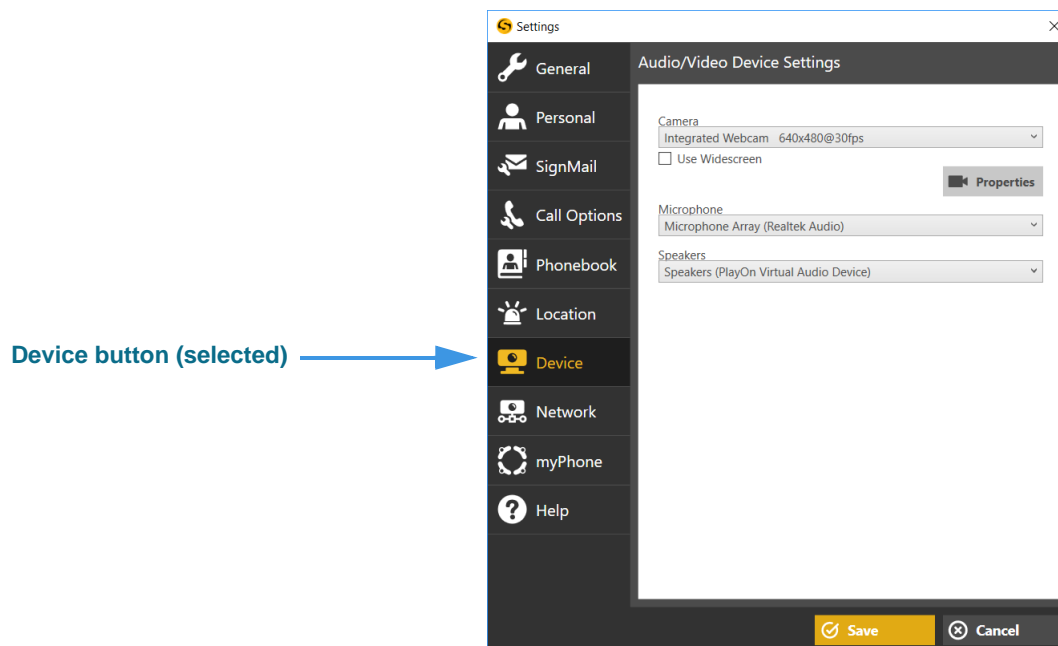 Settings
General
Personal
SignMail
Call Options
Phonebook
Location
Device
Network
myPhone
Help
Audio/Video Device Settings
Camera
Integrated Webcam 640x480@30fps
Use Widescreen
Properties
Microphone
Microphone Array (Realtek Audio)
Speakers
Speakers (PlayOn Virtual Audio Device)
Save
Cancel
Device button (selected)